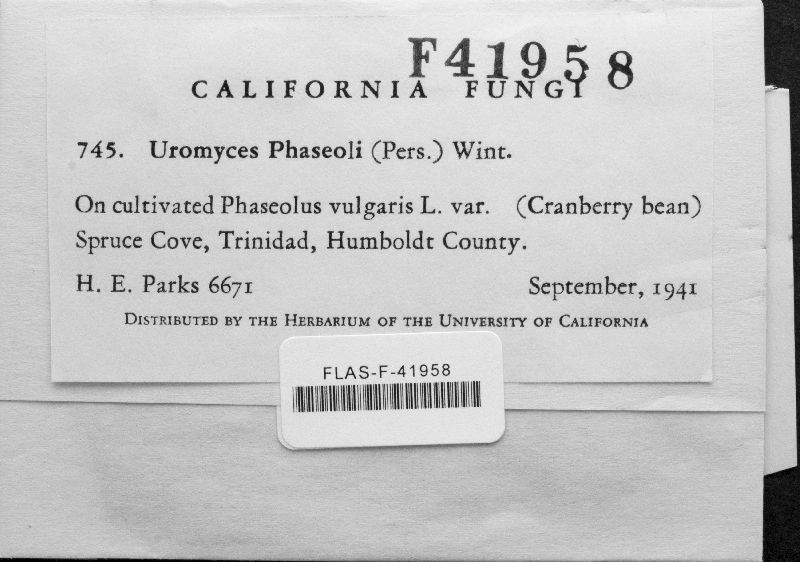 F41958
CALIFORNIA FUNGI
745. Uromyces Phaseoli (Pers.) Wint.
On cultivated Phaseolus vulgaris L. var. (Cranberry bean)
Spruce Cove, Trinidad, Humboldt County.
H. E. Parks 6671 September, 1941
DISTRIBUTED BY THE HERBARIUM OF THE UNIVERSITY OF CALIFORNIA
FLAS-F-41958